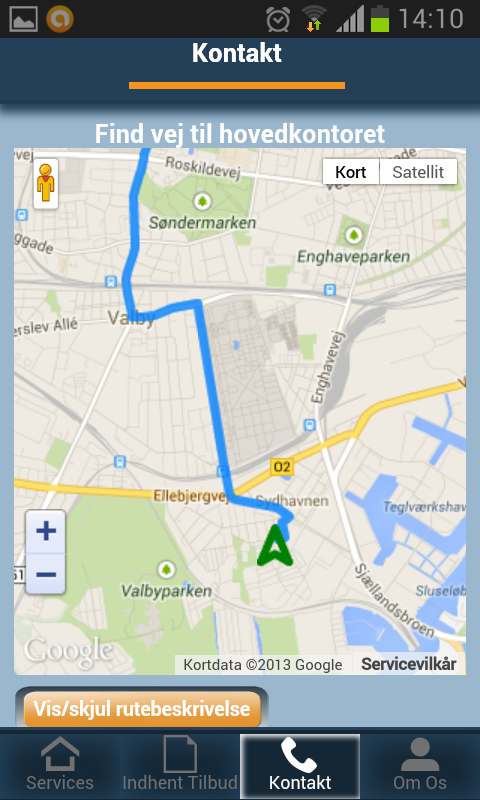 14:10
Kontakt
Find vej til hovedkontoret
Roskildevej
Kort Satellit
Søndermarken
Enghaveparken
ggade
Valby
erslev Allé
Enghavevej
O2
Ellebjergvej
Sydhavnen
Teglværkshav
Valbyparken
Sjællandsbroen
Sluseløb
Google
Kortdata ©2013 Google Servicevilkår
Vis/skjul rutebeskrivelse
Services Indhent Tilbud Kontakt Om Os